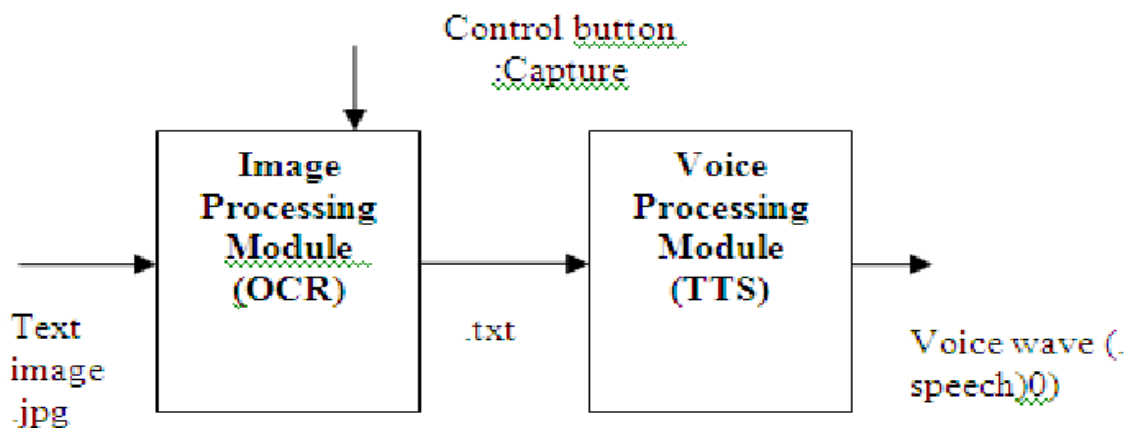 Control button
:Capture
Image
Processing
Module
(OCR)
Voice
Processing
Module
(TTS)
Text
image
.jpg
.txt
Voice wave (.
speech)0)